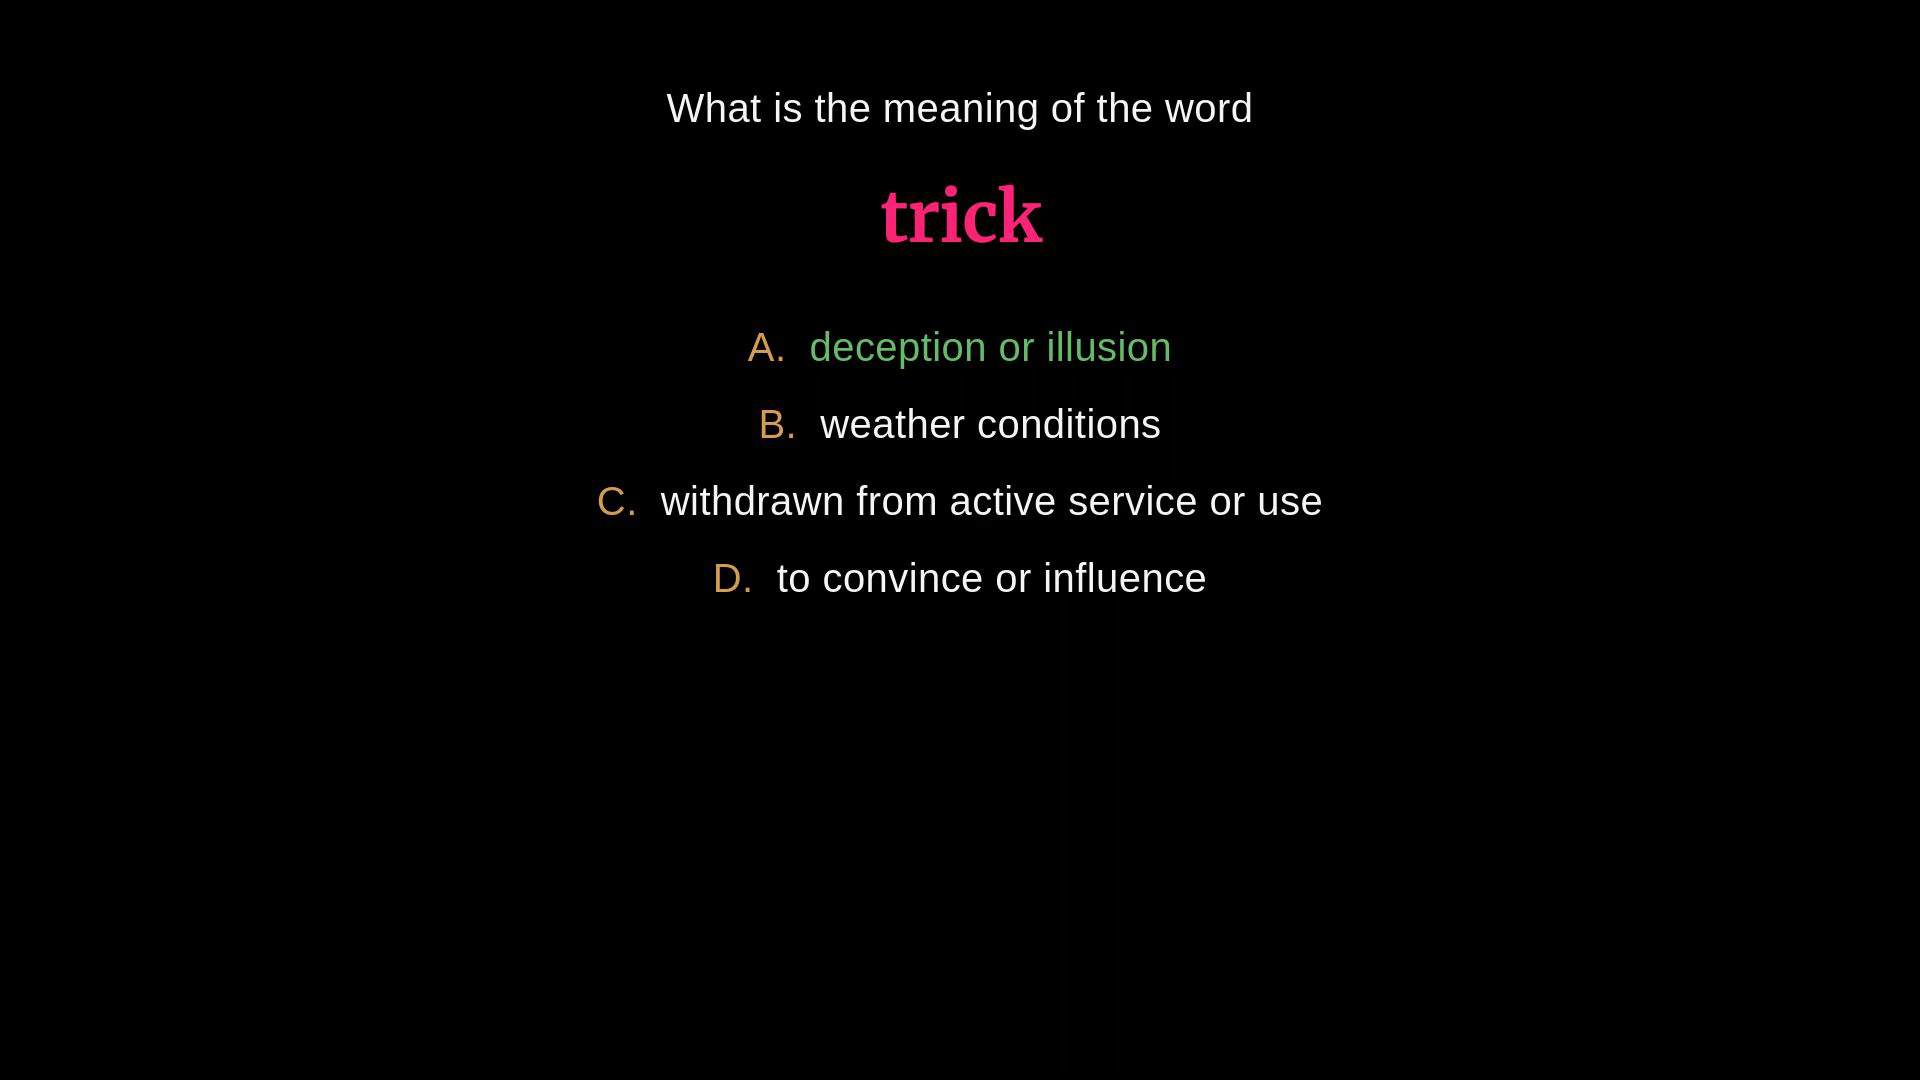 What is the meaning of the word
trick
A. deception or illusion
B. weather conditions
C. withdrawn from active service or use
D. to convince or influence